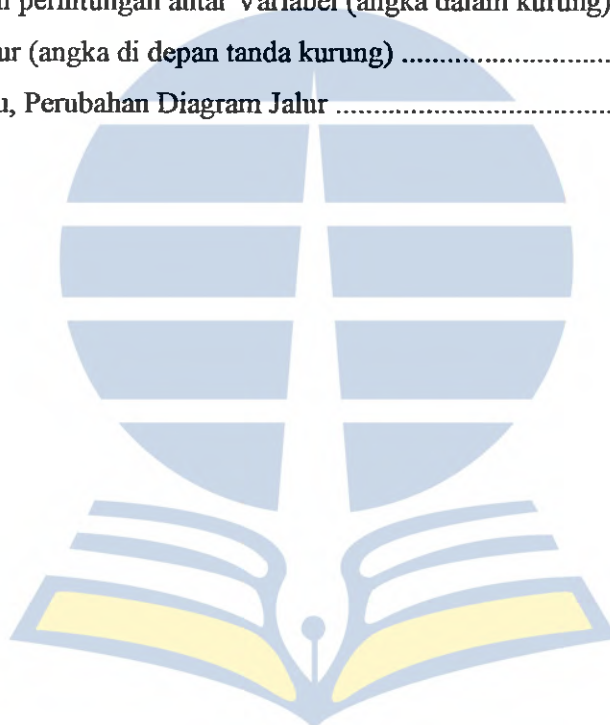 perhitungan antar Variabel (angka dalam kurung)
ur (angka di depan tanda kurung) ..............................
u, Perubahan Diagram Jalur ........................................